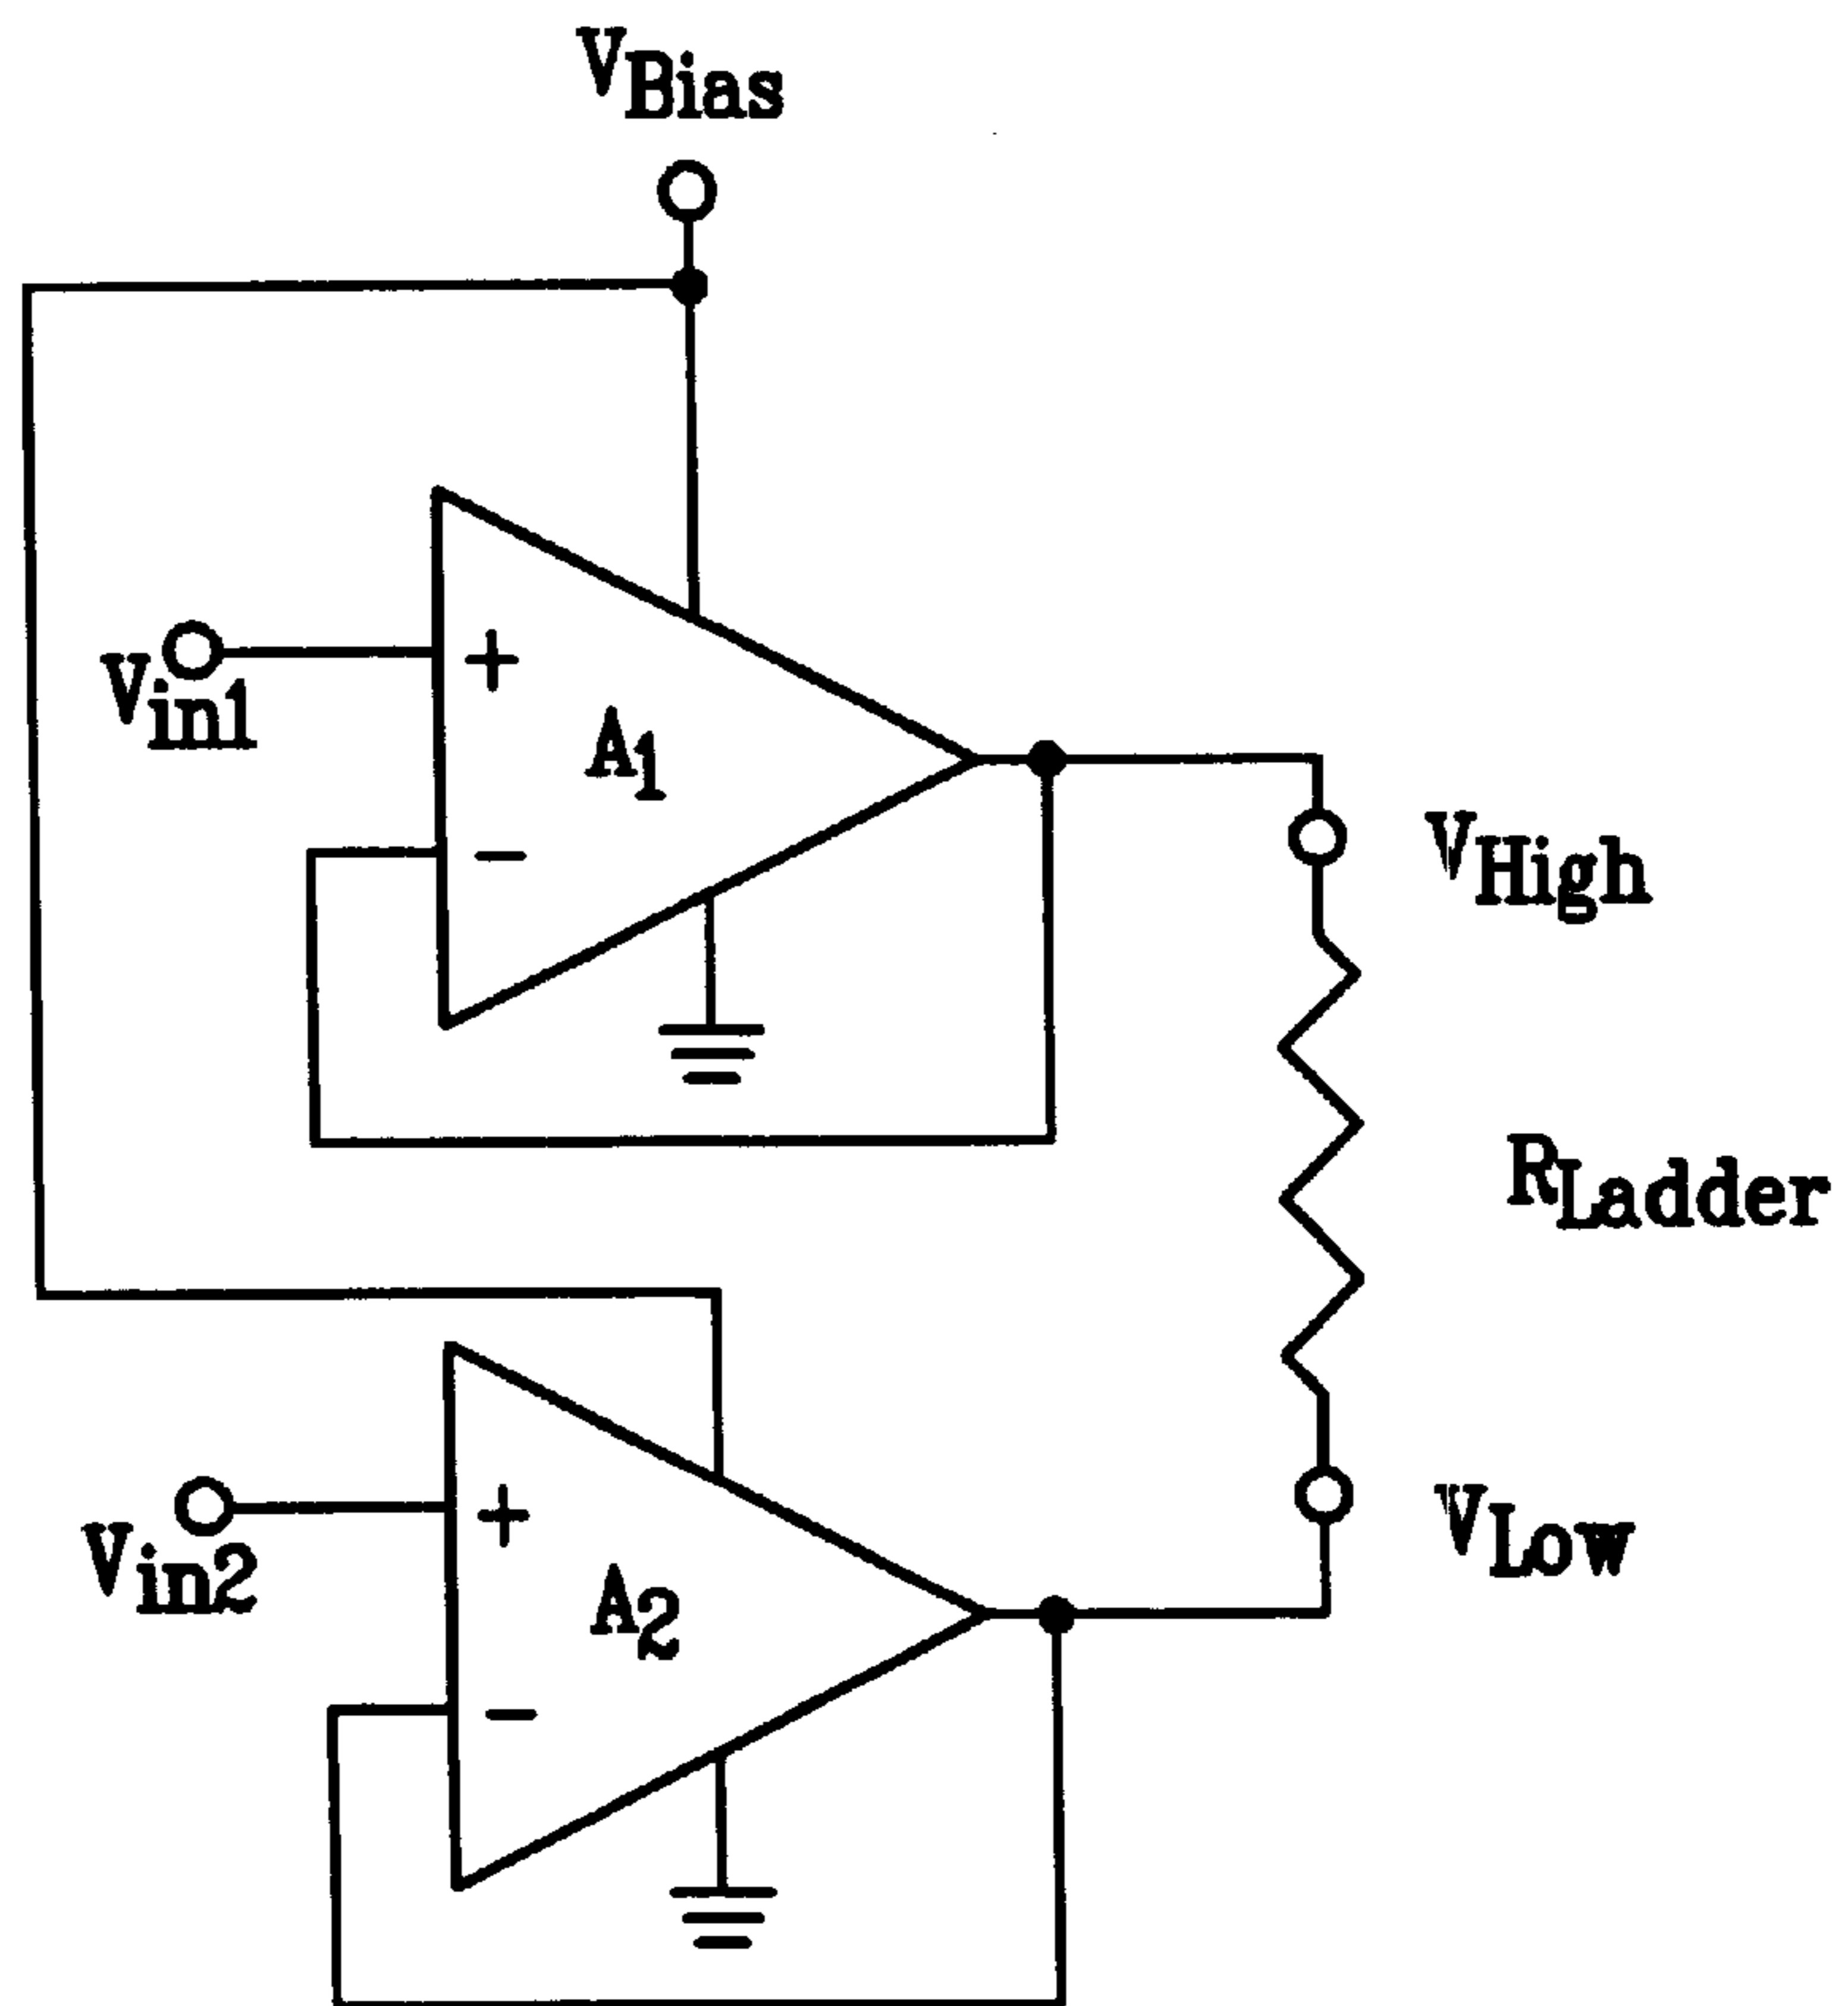 VBias
Vin1
+
A1
−
VHigh
RLadder
Vin2
+
A2
−
VLow